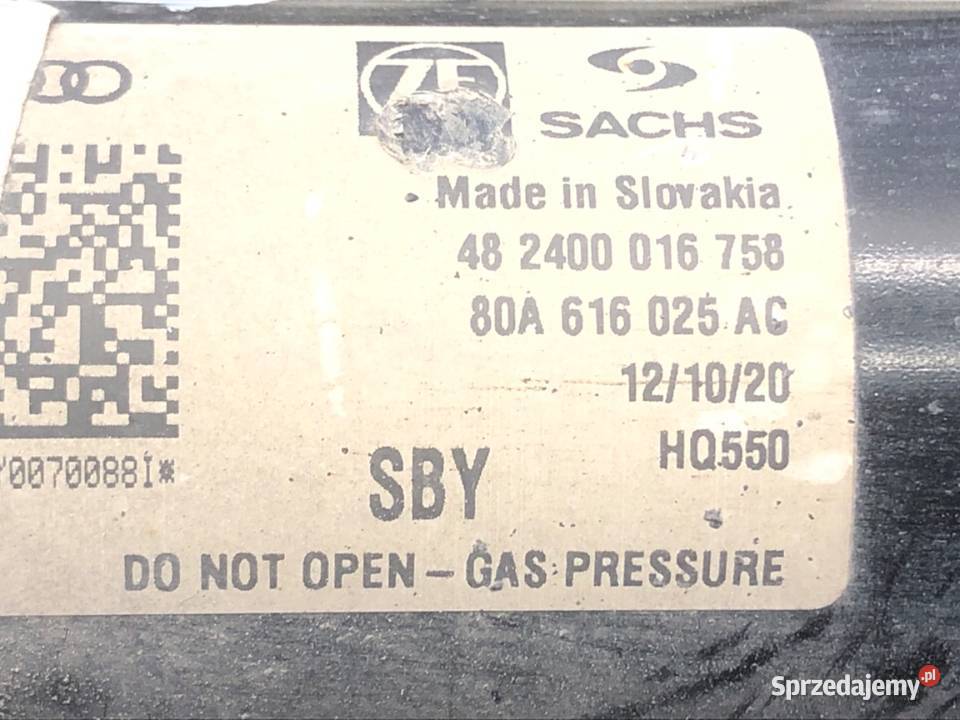 ZF
SACHS
Made in Slovakia
48 2400 016 758
80A 616 025 AC
12/10/20
HQ550
Y0070088I*
SBY
DO NOT OPEN – GAS PRESSURE
Sprzedajemy.pl